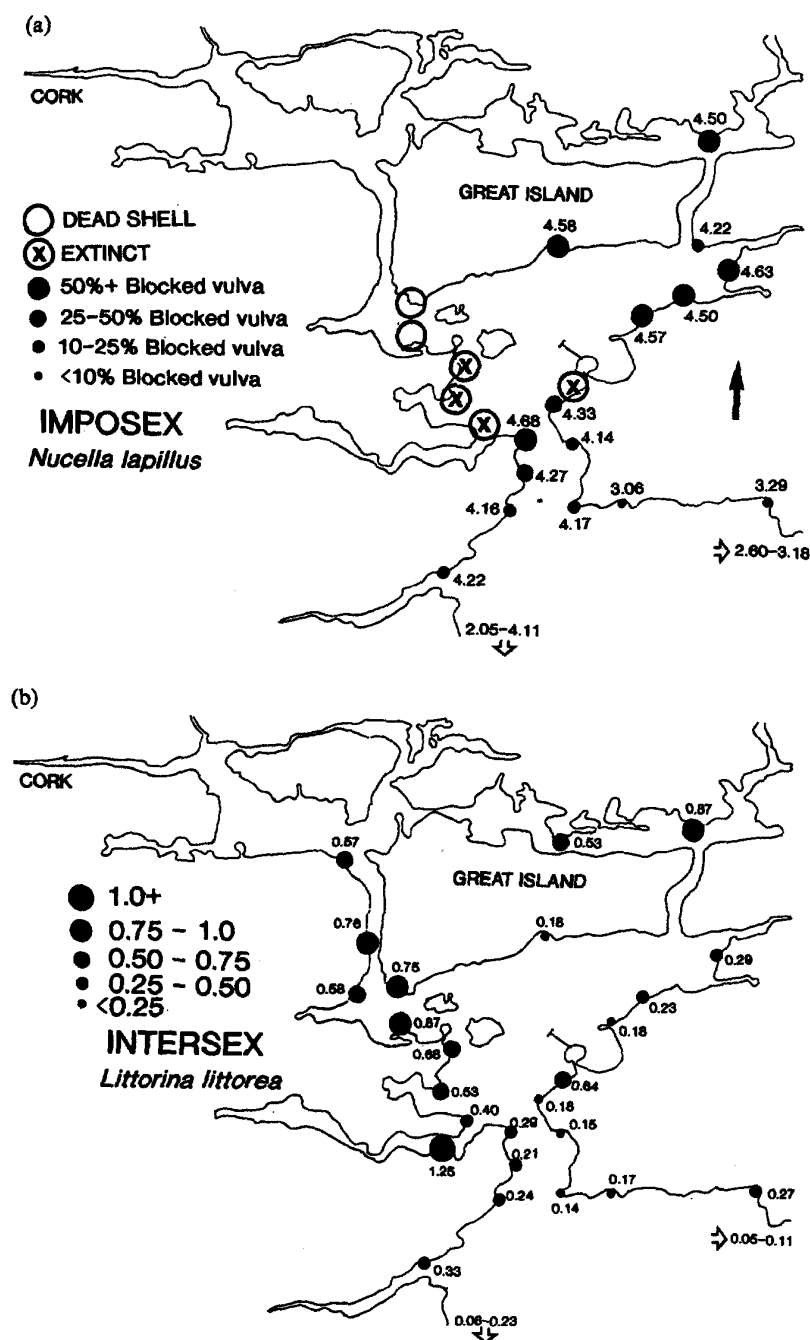 (a)
CORK
4.50
GREAT ISLAND
DEAD SHELL
X EXTINCT
4.58
4.22
50%+ Blocked vulva
4.63
25-50% Blocked vulva
4.50
10-25% Blocked vulva
4.57
<10% Blocked vulva
X
X
X
IMPOSEX
4.33
Nucella lapillus
X
4.68
4.14
4.27
4.16
4.17
3.06
3.29
2.60-3.18
4.22
2.05-4.11
(b)
CORK
0.87
0.53
0.57
GREAT ISLAND
1.0+
0.75 - 1.0
0.76
0.18
0.50 - 0.75
0.75
0.29
0.25 - 0.50
0.58
0.23
<0.25
0.87
0.18
INTERSEX
0.68
Littorina littorea
0.64
0.53
0.18
0.40
0.29
0.15
1.25
0.21
0.24
0.14
0.17
0.27
0.05-0.11
0.33
0.06-0.23